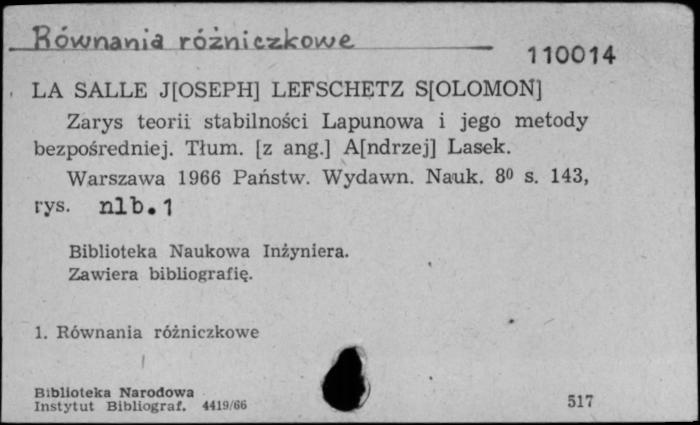 Równania różniczkowe
110014
LA SALLE J[OSEPH] LEFSCHETZ S[OLOMON]
Zarys teorii stabilności Lapunowa i jego metody
bezpośredniej. Tłum. [z ang.] A[ndrzej] Lasek.
Warszawa 1966 Państw. Wydawn. Nauk. 8⁰ s. 143,
rys. nlb. 1
Biblioteka Naukowa Inżyniera.
Zawiera bibliografię.
1. Równania różniczkowe
Biblioteka Narodowa
Instytut Bibliograf. 4419/66
517